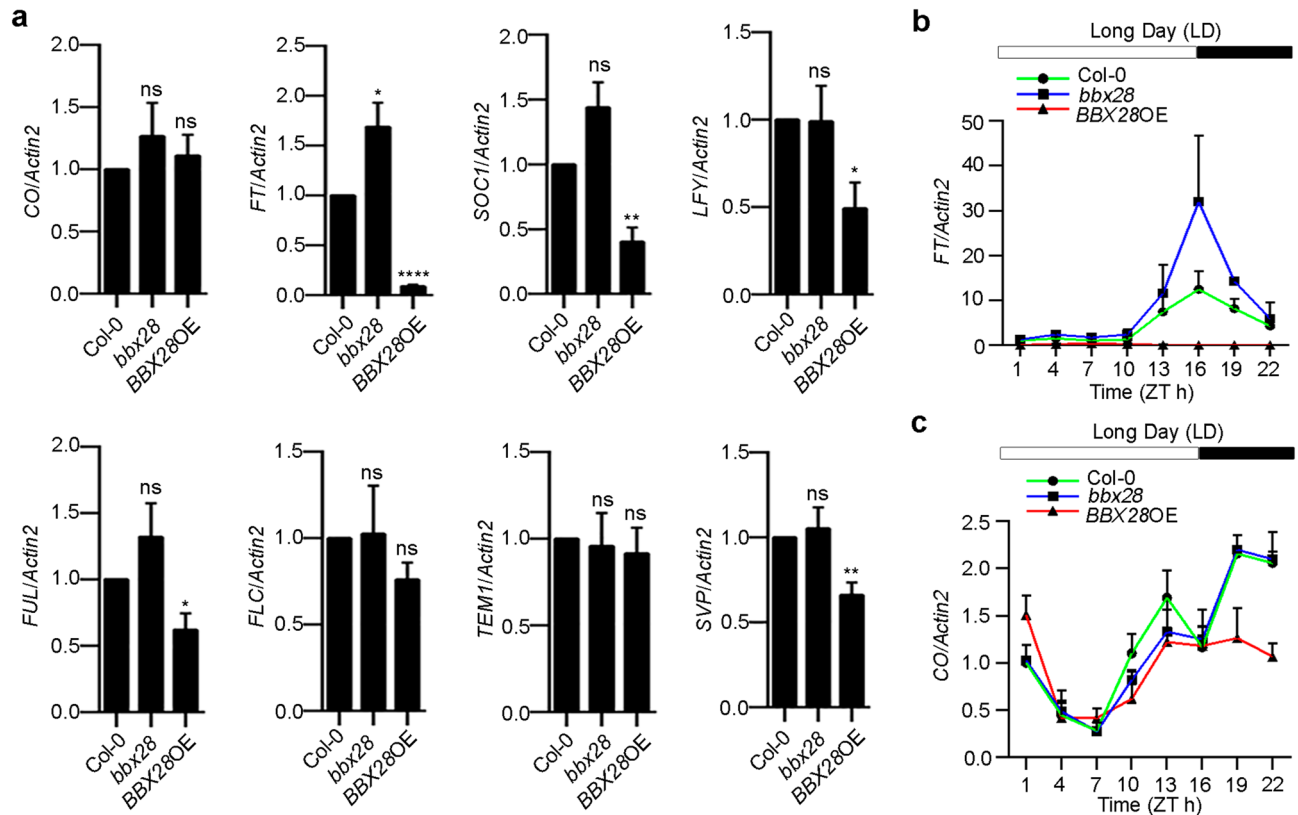 a
2.0
1.5
1.0
0.5
0.0
CO/Actin2
ns
ns
Col-0
bbx28
BBX28OE
2.5
2.0
1.5
1.0
0.5
0.0
FT/Actin2
*
****
Col-0
bbx28
BBX28OE
2.0
1.5
1.0
0.5
0.0
SOC1/Actin2
**
Col-0
bbx28
BBX28OE
1.5
1.0
0.5
0.0
LFY/Actin2
ns
*
Col-0
bbx28
BBX28OE
2.0
1.5
1.0
0.5
0.0
FUL/Actin2
ns
*
Col-0
bbx28
BBX28OE
1.5
1.0
0.5
0.0
FLC/Actin2
ns
ns
Col-0
bbx28
BBX28OE
1.5
1.0
0.5
0.0
TEM1/Actin2
ns
ns
Col-0
bbx28
BBX28OE
1.5
1.0
0.5
0.0
SVP/Actin2
ns
**
Col-0
bbx28
BBX28OE
b
Long Day (LD)
Col-0
bbx28
BBX28OE
50
40
30
20
10
0
FT/Actin2
1 4 7 10 13 16 19 22
Time (ZT h)
c
Long Day (LD)
Col-0
bbx28
BBX28OE
2.5
2.0
1.5
1.0
0.5
0.0
CO/Actin2
1 4 7 10 13 16 19 22
Time (ZT h)